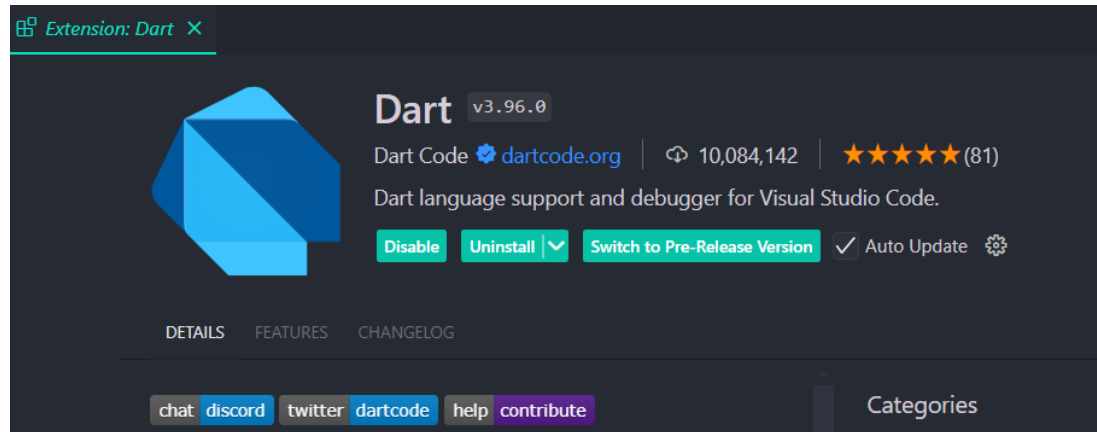 Extension: Dart
Dart v3.96.0
Dart Code dartcode.org 10,084,142 (81)
Dart language support and debugger for Visual Studio Code.
Disable Uninstall Switch to Pre-Release Version Auto Update
DETAILS FEATURES CHANGELOG
chat discord twitter dartcode help contribute Categories